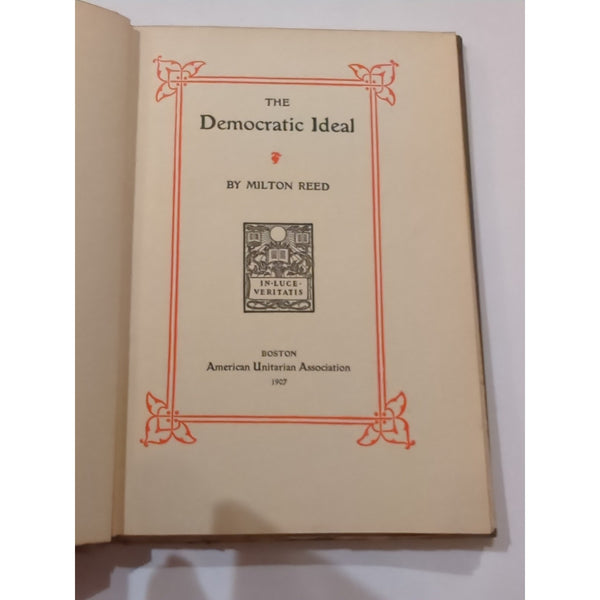 THE
Democratic Ideal
BY MILTON REED
IN·LUCE·
VERITATIS
BOSTON
American Unitarian Association
1907